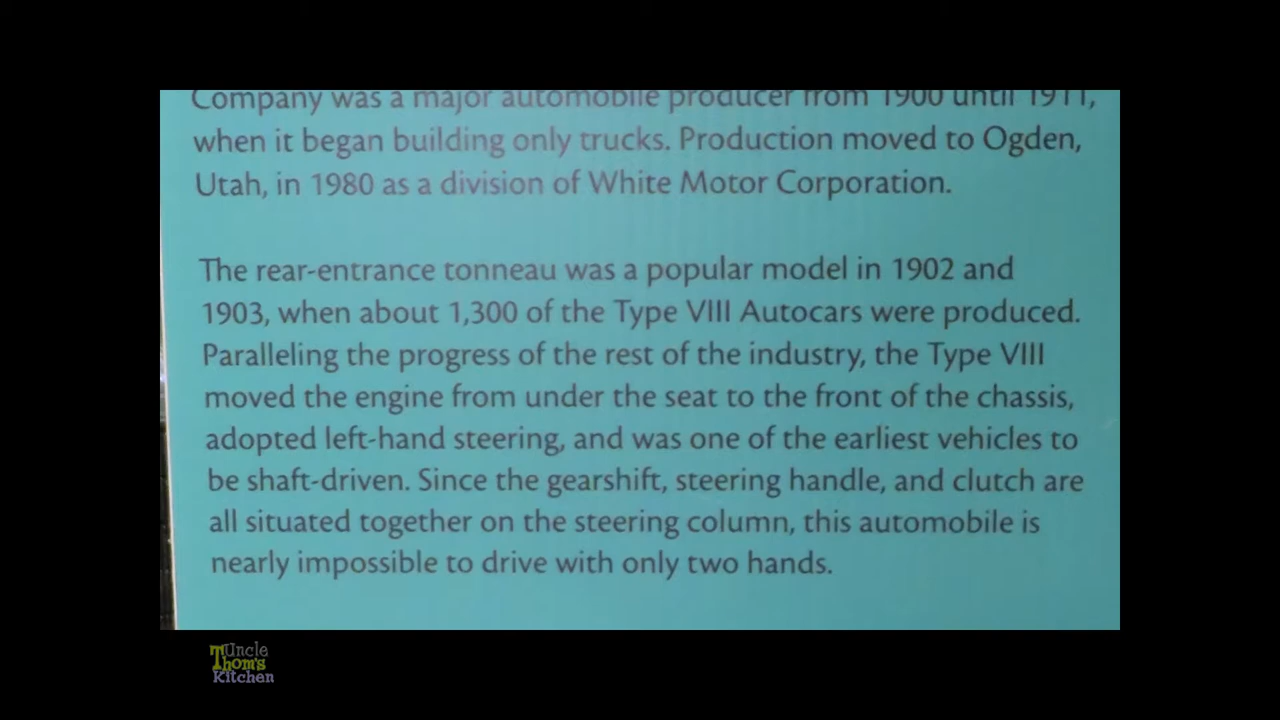 Company was a major automobile producer from 1900 until 1911,
when it began building only trucks. Production moved to Ogden,
Utah, in 1980 as a division of White Motor Corporation.
The rear-entrance tonneau was a popular model in 1902 and
1903, when about 1,300 of the Type VIII Autocars were produced.
Paralleling the progress of the rest of the industry, the Type VIII
moved the engine from under the seat to the front of the chassis,
adopted left-hand steering, and was one of the earliest vehicles to
be shaft-driven. Since the gearshift, steering handle, and clutch are
all situated together on the steering column, this automobile is
nearly impossible to drive with only two hands.
Uncle
Thom's
Kitchen